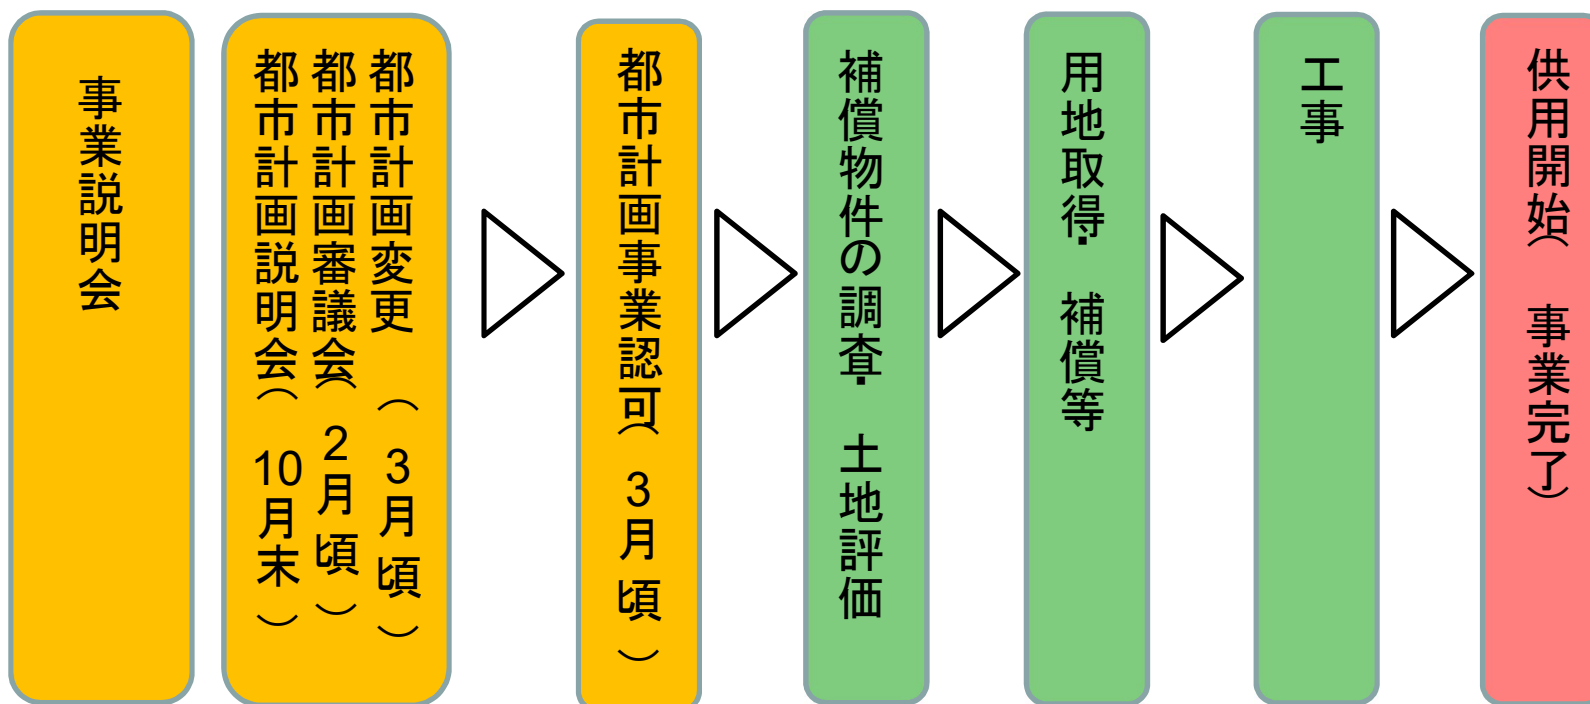 事業説明会
都市計画説明会（10月末）
都市計画審議会（2月頃）
都市計画変更（3月頃）
都市計画事業認可（3月頃）
補償物件の調査・土地評価
用地取得・補償等
工事
供用開始（事業完了）